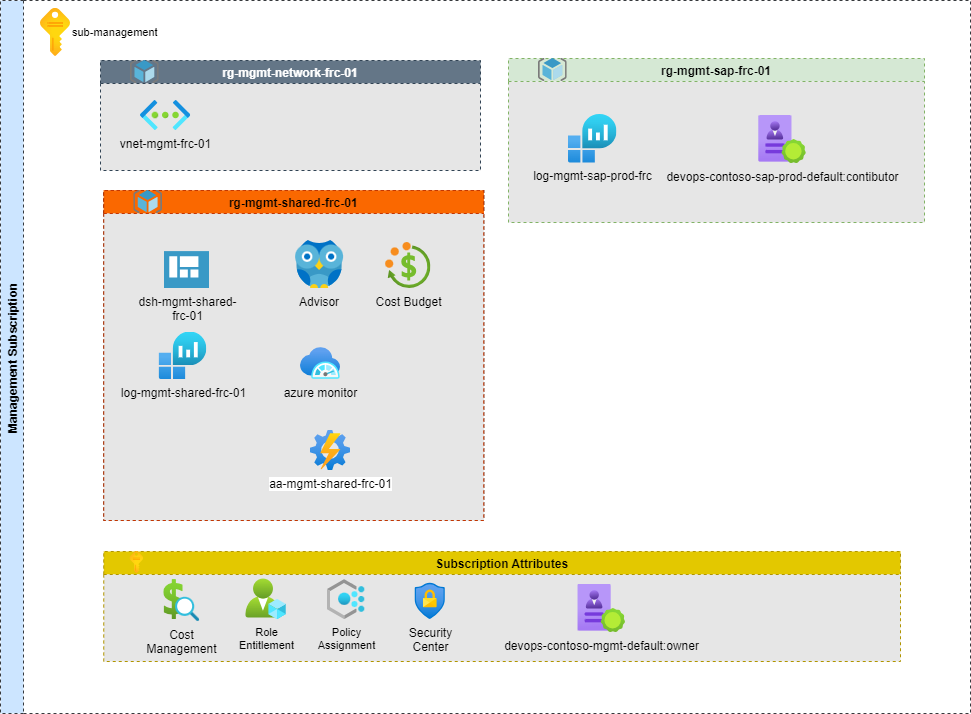 sub-management
rg-mgmt-network-frc-01
vnet-mgmt-frc-01
rg-mgmt-sap-frc-01
log-mgmt-sap-prod-frc
devops-contoso-sap-prod-default:contibutor
rg-mgmt-shared-frc-01
dsh-mgmt-shared-
frc-01
Advisor
Cost Budget
log-mgmt-shared-frc-01
azure monitor
aa-mgmt-shared-frc-01
Management Subscription
Subscription Attributes
Cost
Management
Role
Entitlement
Policy
Assignment
Security
Center
devops-contoso-mgmt-default:owner